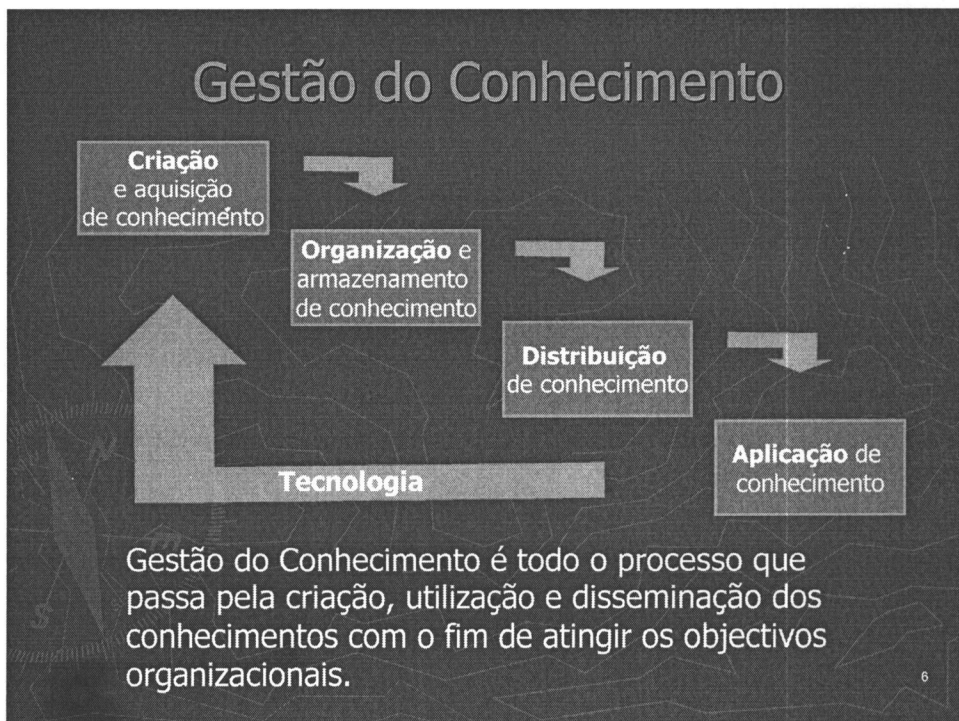 Gestão do Conhecimento
Criação
e aquisição
de conhecimento
Organização e
armazenamento
de conhecimento
Distribuição
de conhecimento
Aplicação de
conhecimento
Tecnologia
Gestão do Conhecimento é todo o processo que
passa pela criação, utilização e disseminação dos
conhecimentos com o fim de atingir os objectivos
organizacionais.
N
S
6